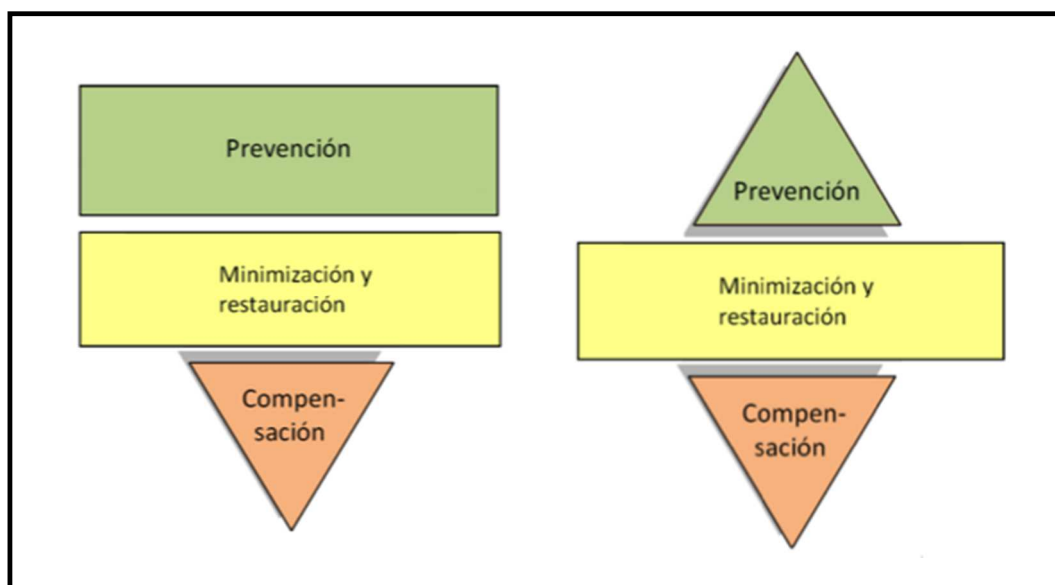 Prevención
Minimización y
restauración
Compen-
sación
Prevención
Minimización y
restauración
Compen-
sación